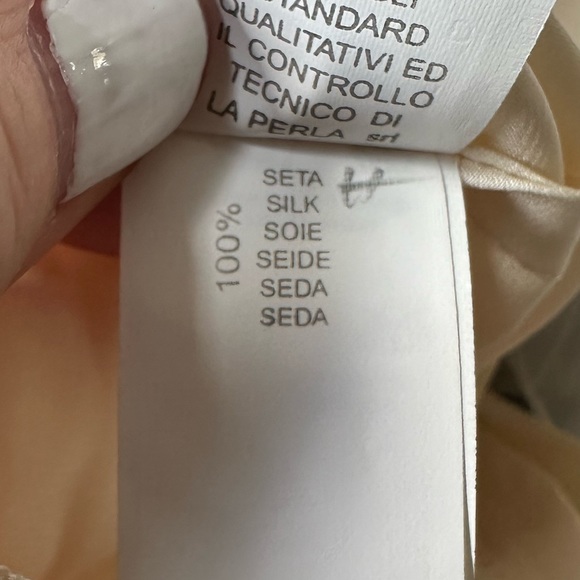 STANDARD
QUALITATIVI ED
IL CONTROLLO
TECNICO DI
LA PERLA srl
100%
SETA
SILK
SOIE
SEIDE
SEDA
SEDA